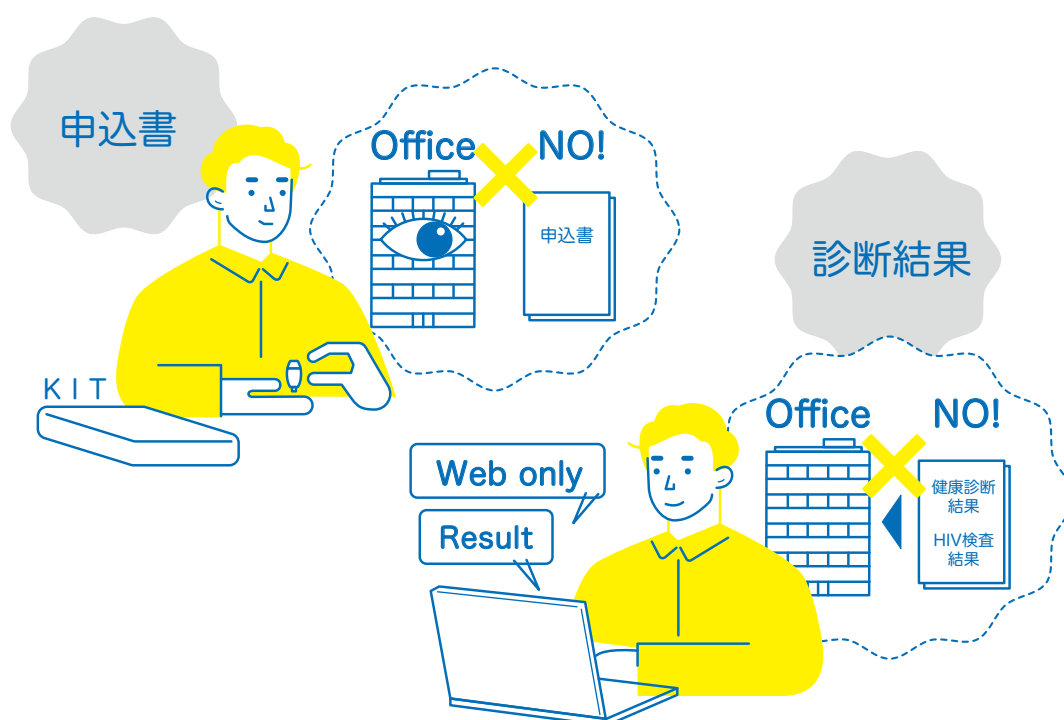 申込書
Office NO!
申込書
KIT
診断結果
Office NO!
健康診断
結果
HIV検査
結果
Web only
Result